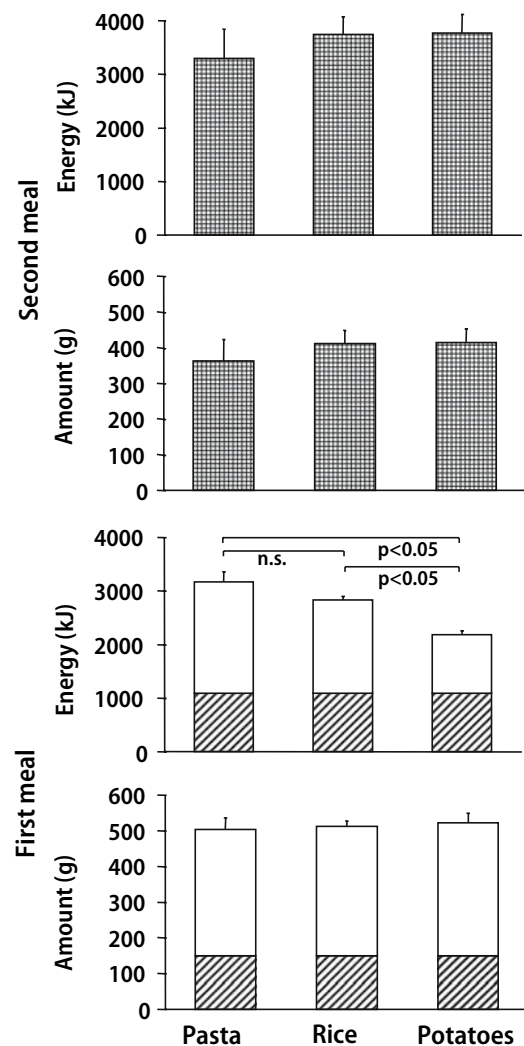 Second meal
Energy (kJ)
4000
3000
2000
1000
0
Amount (g)
600
500
400
300
200
100
0
First meal
Energy (kJ)
4000
3000
2000
1000
0
n.s.
p<0.05
p<0.05
Amount (g)
600
500
400
300
200
100
0
Pasta Rice Potatoes